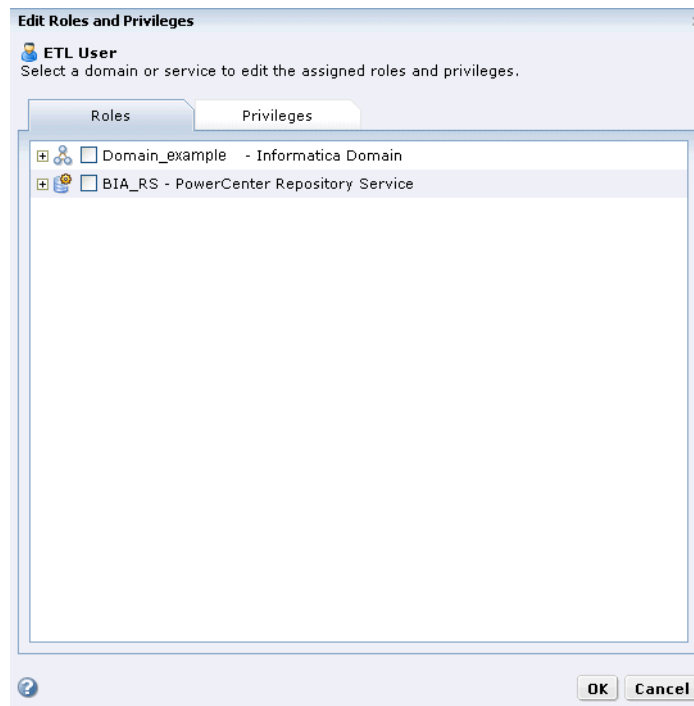 Edit Roles and Privileges
ETL User
Select a domain or service to edit the assigned roles and privileges.
Roles Privileges
Domain_example - Informatica Domain
BIA_RS - PowerCenter Repository Service
OK Cancel